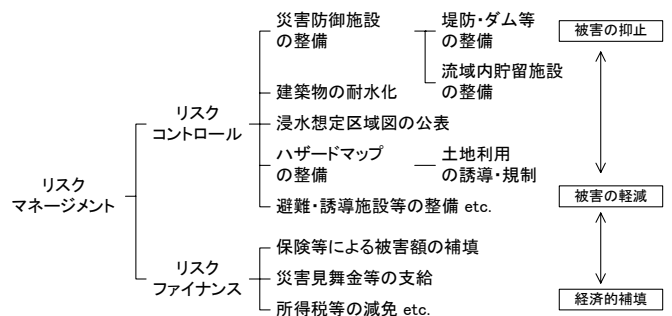 災害防御施設
の整備
堤防・ダム等
の整備
流域内貯留施設
の整備
建築物の耐水化
浸水想定区域図の公表
ハザードマップ
の整備
土地利用
の誘導・規制
避難・誘導施設等の整備 etc.
リスク
コントロール
リスク
マネージメント
リスク
ファイナンス
保険等による被害額の補填
災害見舞金等の支給
所得税等の減免 etc.
被害の抑止
被害の軽減
経済的補填